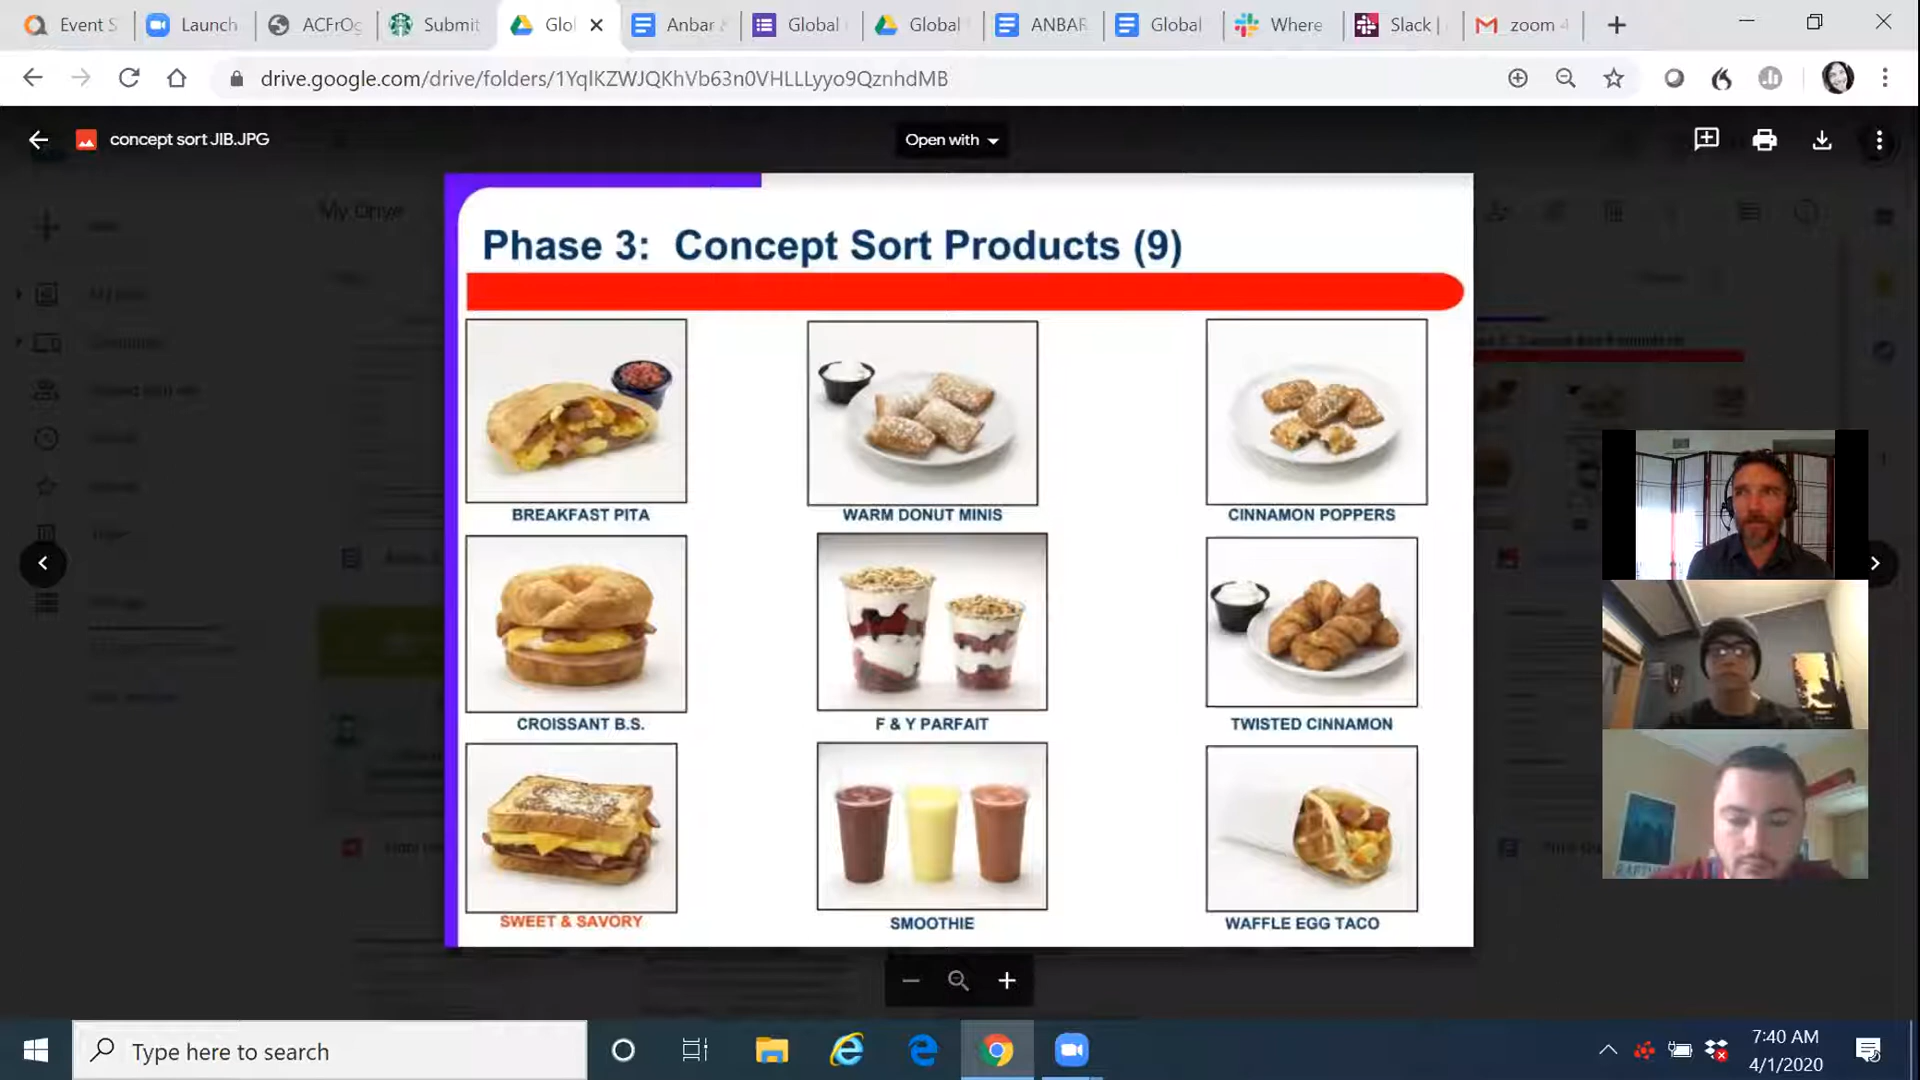 Event S
Launch
ACFrOg
Submit
Glo
Anbar
Global
Global
ANBAR
Global
Where
Slack |
zoom
drive.google.com/drive/folders/1YqlKZWJQKhVb63n0VHLLLyyo9QznhdMB
concept sort JIB.JPG
Open with
My Drive
Phase 3: Concept Sort Products (9)
BREAKFAST PITA
WARM DONUT MINIS
CINNAMON POPPERS
CROISSANT B.S.
F & Y PARFAIT
TWISTED CINNAMON
SWEET & SAVORY
SMOOTHIE
WAFFLE EGG TACO
Type here to search
7:40 AM
4/1/2020